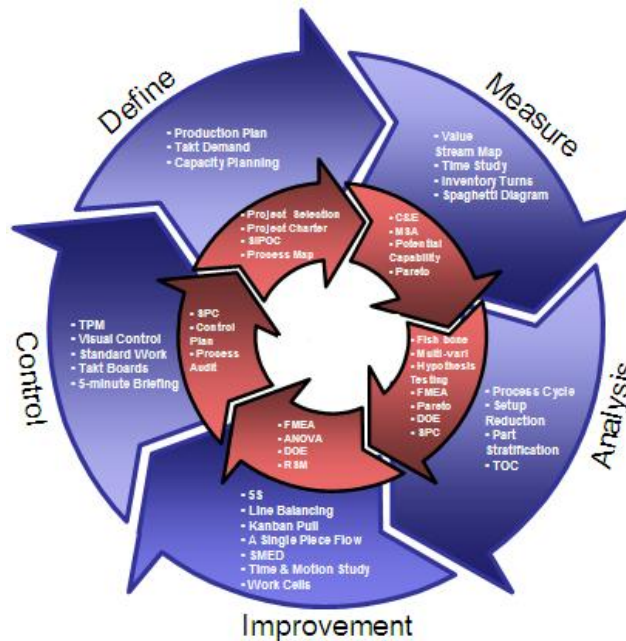 Define
- Production Plan
- Takt Demand
- Capacity Planning
- Project Selection
- Project Charter
- SIPOC
- Process Map
Measure
- Value
Stream Map
- Time Study
- Inventory Turns
- Spaghetti Diagram
- C&E
- MSA
- Potential
Capability
- Pareto
Analysis
- Process Cycle
- Setup
Reduction
- Part
Stratification
- TOC
- Fish bone
- Multi-vari
- Hypothesis
Testing
- FMEA
- Pareto
- DOE
- SPC
Improvement
- 5S
- Line Balancing
- Kanban Pull
- A Single Piece Flow
- SMED
- Time & Motion Study
- Work Cells
- FMEA
- ANOVA
- DOE
- RSM
Control
- TPM
- Visual Control
- Standard Work
- Takt Boards
- 5-minute Briefing
- SPC
- Control
Plan
- Process
Audit